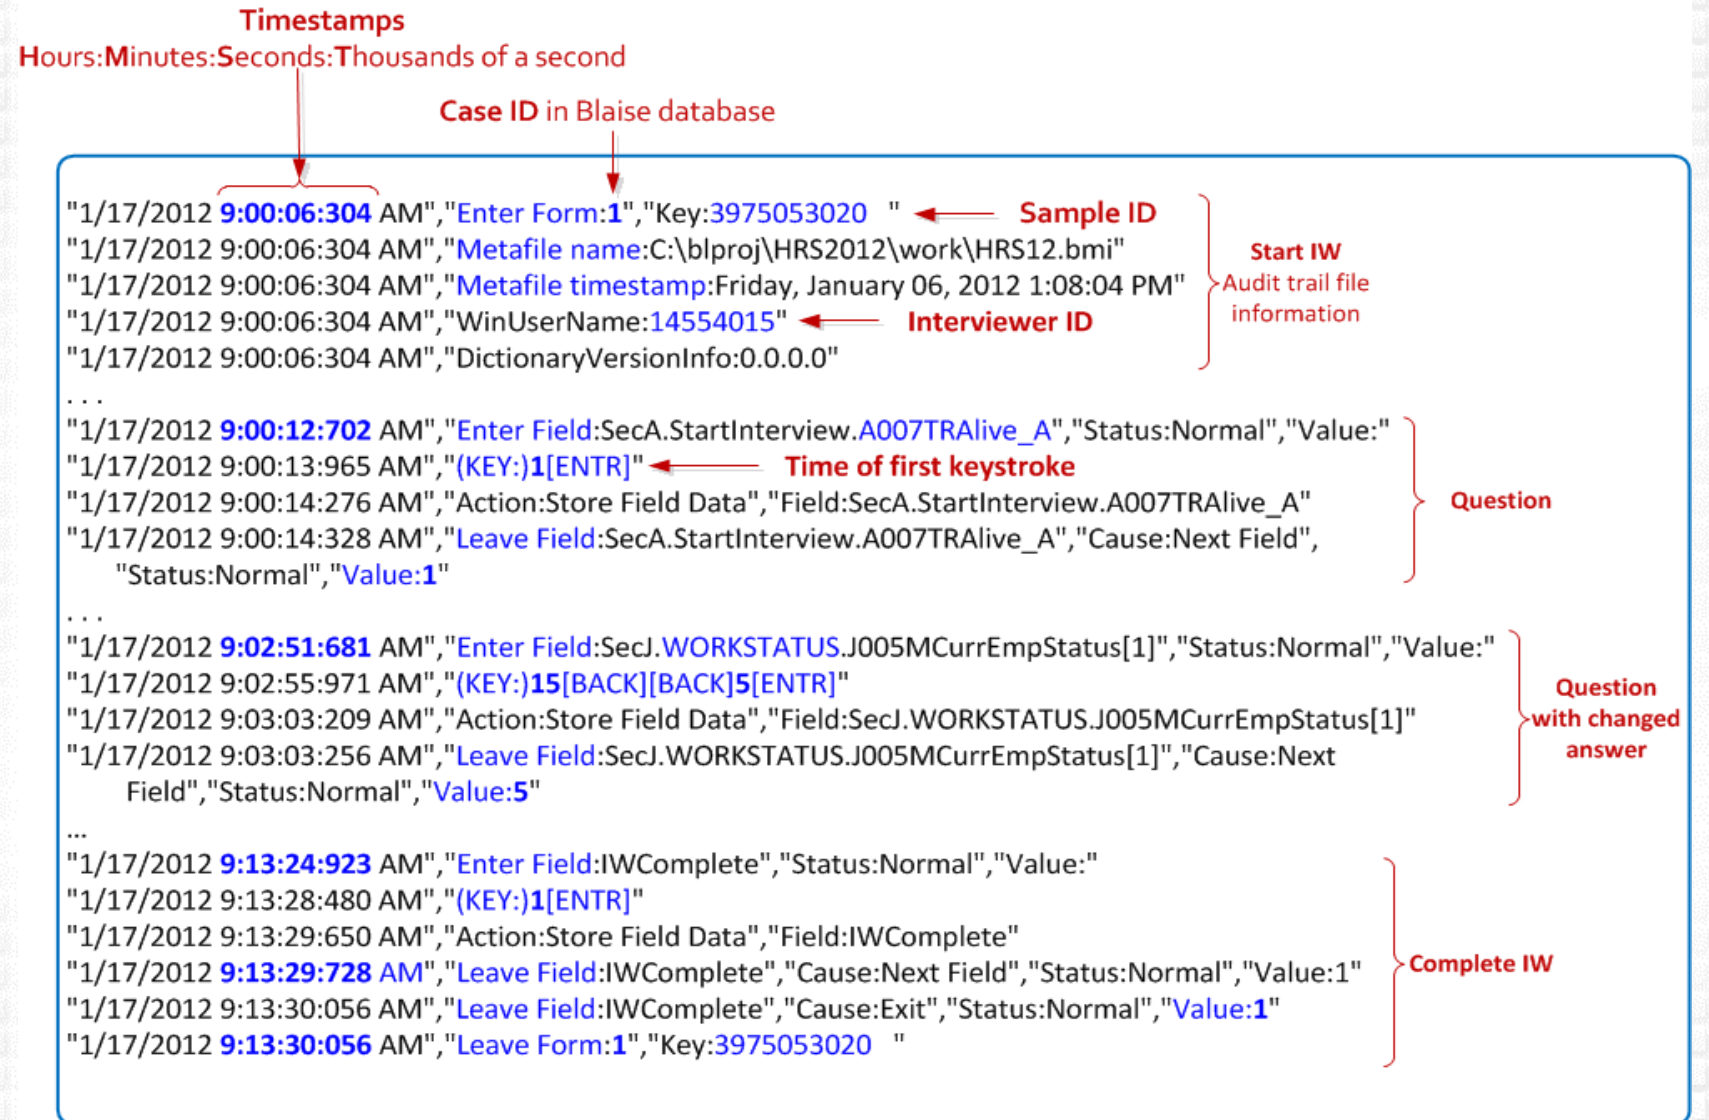 Timestamps
Hours:Minutes:Seconds:Thousands of a second
Case ID in Blaise database
"1/17/2012 9:00:06:304 AM","Enter Form:1","Key:3975053020   "
Sample ID
"1/17/2012 9:00:06:304 AM","Metafile name:C:\blproj\HRS2012\work\HRS12.bmi"
"1/17/2012 9:00:06:304 AM","Metafile timestamp:Friday, January 06, 2012 1:08:04 PM"
"1/17/2012 9:00:06:304 AM","WinUserName:14554015"
Interviewer ID
"1/17/2012 9:00:06:304 AM","DictionaryVersionInfo:0.0.0.0"
Start IW
Audit trail file
information
. . .
"1/17/2012 9:00:12:702 AM","Enter Field:SecA.StartInterview.A007TRAlive_A","Status:Normal","Value:"
"1/17/2012 9:00:13:965 AM","(KEY:)1[ENTR]"
Time of first keystroke
"1/17/2012 9:00:14:276 AM","Action:Store Field Data","Field:SecA.StartInterview.A007TRAlive_A"
"1/17/2012 9:00:14:328 AM","Leave Field:SecA.StartInterview.A007TRAlive_A","Cause:Next Field",
"Status:Normal","Value:1"
Question
. . .
"1/17/2012 9:02:51:681 AM","Enter Field:SecJ.WORKSTATUS.J005MCurrEmpStatus[1]","Status:Normal","Value:"
"1/17/2012 9:02:55:971 AM","(KEY:)15[BACK][BACK]5[ENTR]"
"1/17/2012 9:03:03:209 AM","Action:Store Field Data","Field:SecJ.WORKSTATUS.J005MCurrEmpStatus[1]"
"1/17/2012 9:03:03:256 AM","Leave Field:SecJ.WORKSTATUS.J005MCurrEmpStatus[1]","Cause:Next
Field","Status:Normal","Value:5"
Question
with changed
answer
...
"1/17/2012 9:13:24:923 AM","Enter Field:IWComplete","Status:Normal","Value:"
"1/17/2012 9:13:28:480 AM","(KEY:)1[ENTR]"
"1/17/2012 9:13:29:650 AM","Action:Store Field Data","Field:IWComplete"
"1/17/2012 9:13:29:728 AM","Leave Field:IWComplete","Cause:Next Field","Status:Normal","Value:1"
"1/17/2012 9:13:30:056 AM","Leave Field:IWComplete","Cause:Exit","Status:Normal","Value:1"
"1/17/2012 9:13:30:056 AM","Leave Form:1","Key:3975053020   "
Complete IW